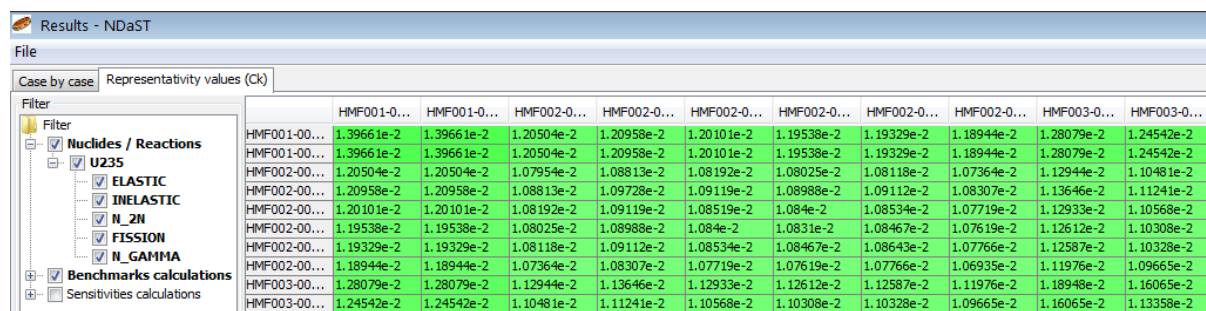 Results - NDaST
File
Case by case Representativity values (Ck)
Filter
Filter
Nuclides / Reactions
U235
ELASTIC
INELASTIC
N_2N
FISSION
N_GAMMA
Benchmarks calculations
Sensitivities calculations
HMF001-0... HMF001-0... HMF002-0... HMF002-0... HMF002-0... HMF002-0... HMF002-0... HMF002-0... HMF003-0... HMF003-0...
HMF001-00... 1.39661e-2 1.39661e-2 1.20504e-2 1.20958e-2 1.20101e-2 1.19538e-2 1.19329e-2 1.18944e-2 1.28079e-2 1.24542e-2
HMF001-00... 1.39661e-2 1.39661e-2 1.20504e-2 1.20958e-2 1.20101e-2 1.19538e-2 1.19329e-2 1.18944e-2 1.28079e-2 1.24542e-2
HMF002-00... 1.20504e-2 1.20504e-2 1.07954e-2 1.08813e-2 1.08192e-2 1.08025e-2 1.08118e-2 1.07364e-2 1.12944e-2 1.10481e-2
HMF002-00... 1.20958e-2 1.20958e-2 1.08813e-2 1.09728e-2 1.09119e-2 1.08988e-2 1.09112e-2 1.08307e-2 1.13646e-2 1.11241e-2
HMF002-00... 1.20101e-2 1.20101e-2 1.08192e-2 1.09119e-2 1.08519e-2 1.084e-2 1.08534e-2 1.07719e-2 1.12933e-2 1.10568e-2
HMF002-00... 1.19538e-2 1.19538e-2 1.08025e-2 1.08988e-2 1.084e-2 1.0831e-2 1.08467e-2 1.07619e-2 1.12612e-2 1.10308e-2
HMF002-00... 1.19329e-2 1.19329e-2 1.08118e-2 1.09112e-2 1.08534e-2 1.08467e-2 1.08643e-2 1.07766e-2 1.12587e-2 1.10328e-2
HMF002-00... 1.18944e-2 1.18944e-2 1.07364e-2 1.08307e-2 1.07719e-2 1.07619e-2 1.07766e-2 1.06935e-2 1.11976e-2 1.09665e-2
HMF003-00... 1.28079e-2 1.28079e-2 1.12944e-2 1.13646e-2 1.12933e-2 1.12612e-2 1.12587e-2 1.11976e-2 1.18948e-2 1.16065e-2
HMF003-00... 1.24542e-2 1.24542e-2 1.10481e-2 1.11241e-2 1.10568e-2 1.10308e-2 1.10328e-2 1.09665e-2 1.16065e-2 1.13358e-2